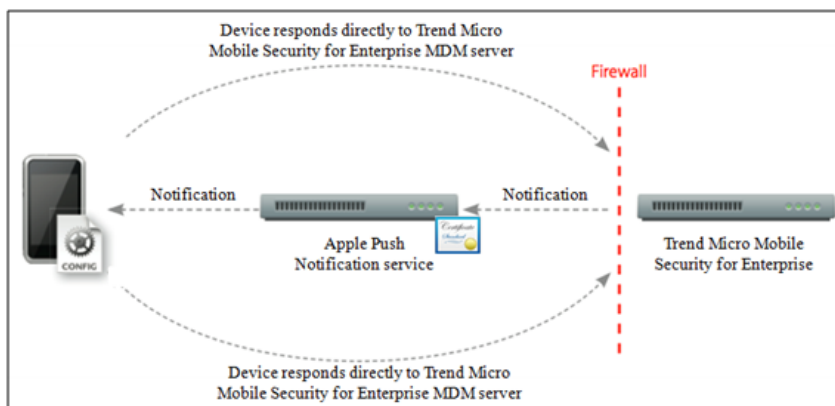 Device responds directly to Trend Micro
Mobile Security for Enterprise MDM server
Firewall
Notification
Notification
CONFIG
Certificate
Standard
Apple Push
Notification service
Trend Micro Mobile
Security for Enterprise
Device responds directly to Trend Micro
Mobile Security for Enterprise MDM server